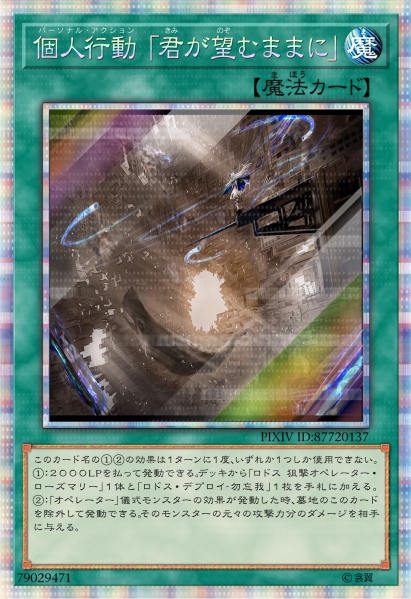 パーソナル・アクション きみ のぞ
個人行動「君が望むままに」 魔
まほう
【魔法カード】
PIXIV ID:87720137
このカード名の①②の効果は1ターンに1度、いずれか1つしか使用できない。
①:2000LPを払って発動できる。デッキから「ロドス 狙撃オペレーター・
ローズマリー」1体と「ロドス・デプロイ-勿忘我」1枚を手札に加える。
②:「オペレーター」儀式モンスターの効果が発動した時、墓地のこのカード
を除外して発動できる。そのモンスターの元々の攻撃力分のダメージを相手
に与える。
79029471